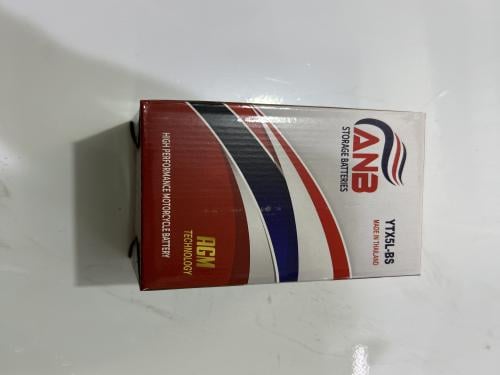 ANB
STORAGE BATTERIES
YTX5L-BS
MADE IN THAILAND
AGM
TECHNOLOGY
HIGH PERFORMANCE MOTORCYCLE BATTERY